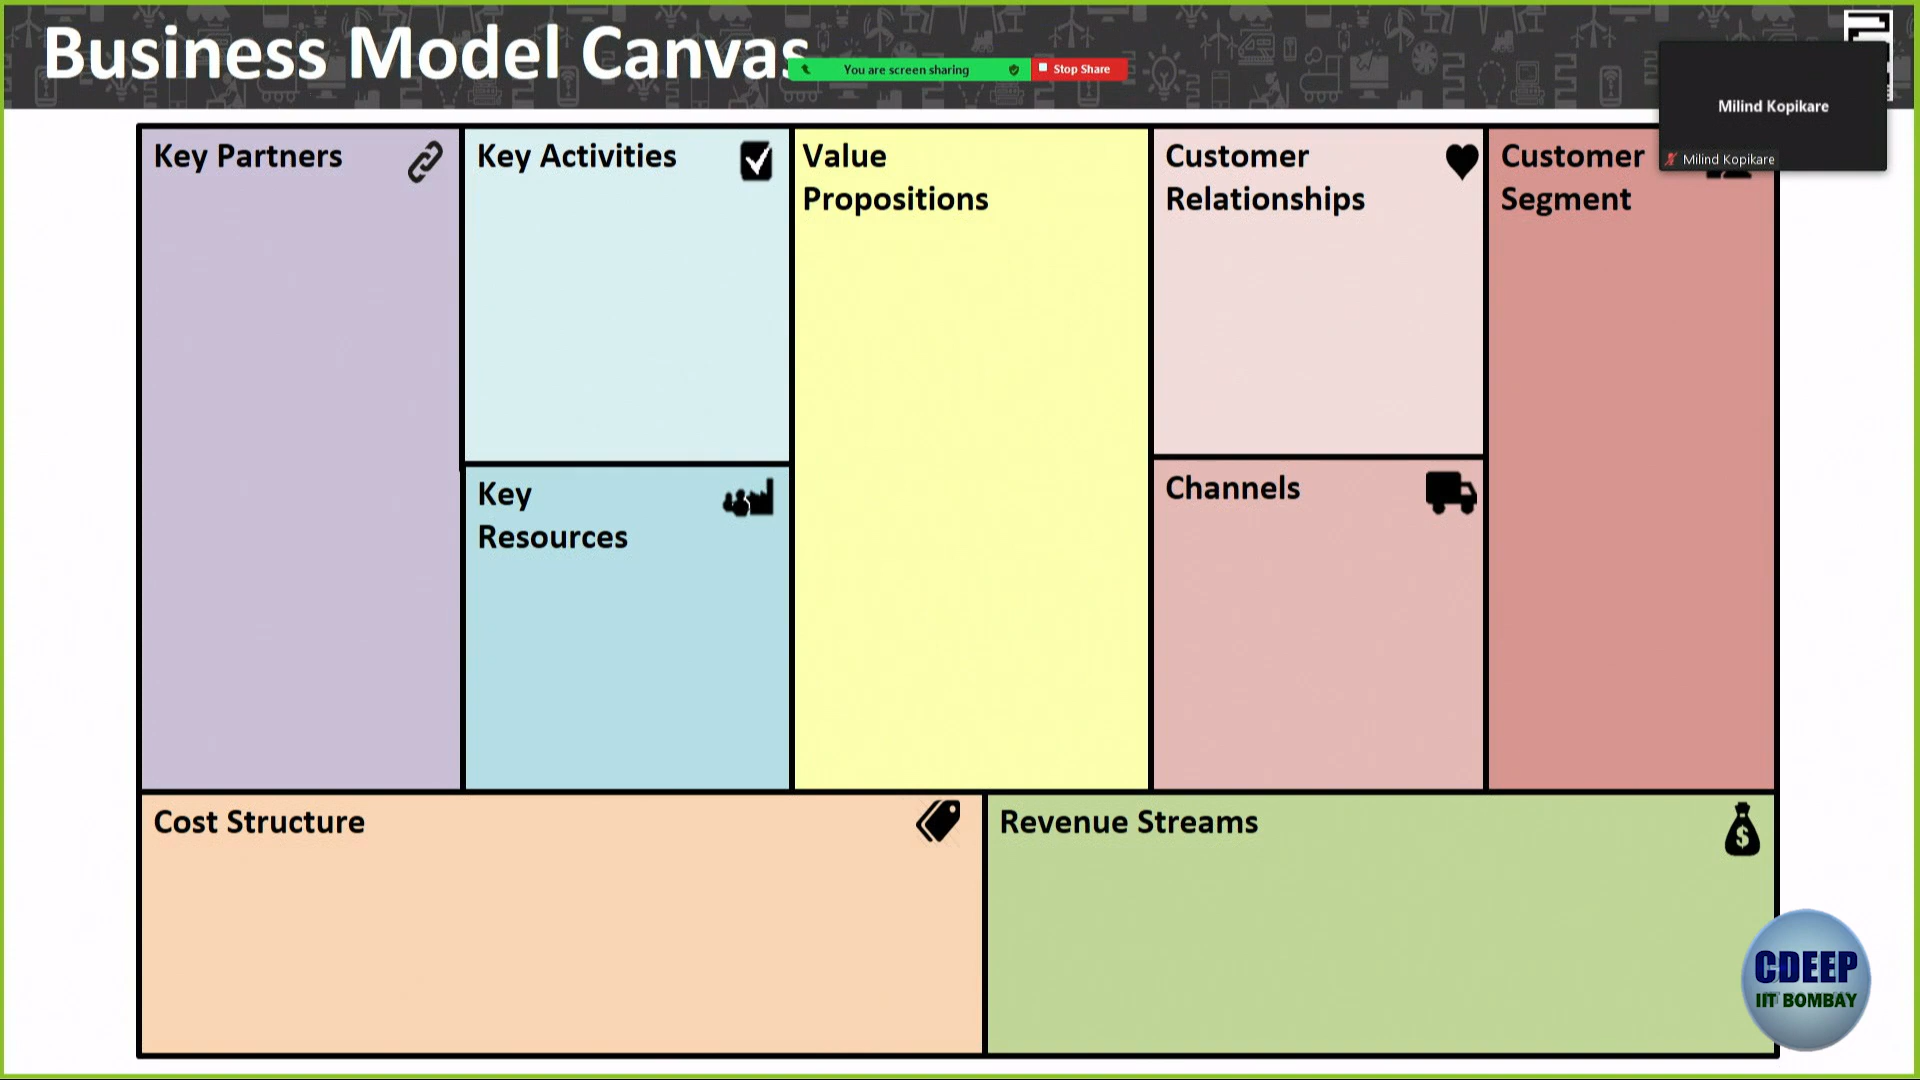 Business Model Canvas
You are screen sharing
Stop Share
Milind Kopikare
Milind Kopikare
Key Partners
Key Activities
Value
Propositions
Customer
Relationships
Customer
Segment
Key
Resources
Channels
Cost Structure
Revenue Streams
$
CDEEP
IIT BOMBAY